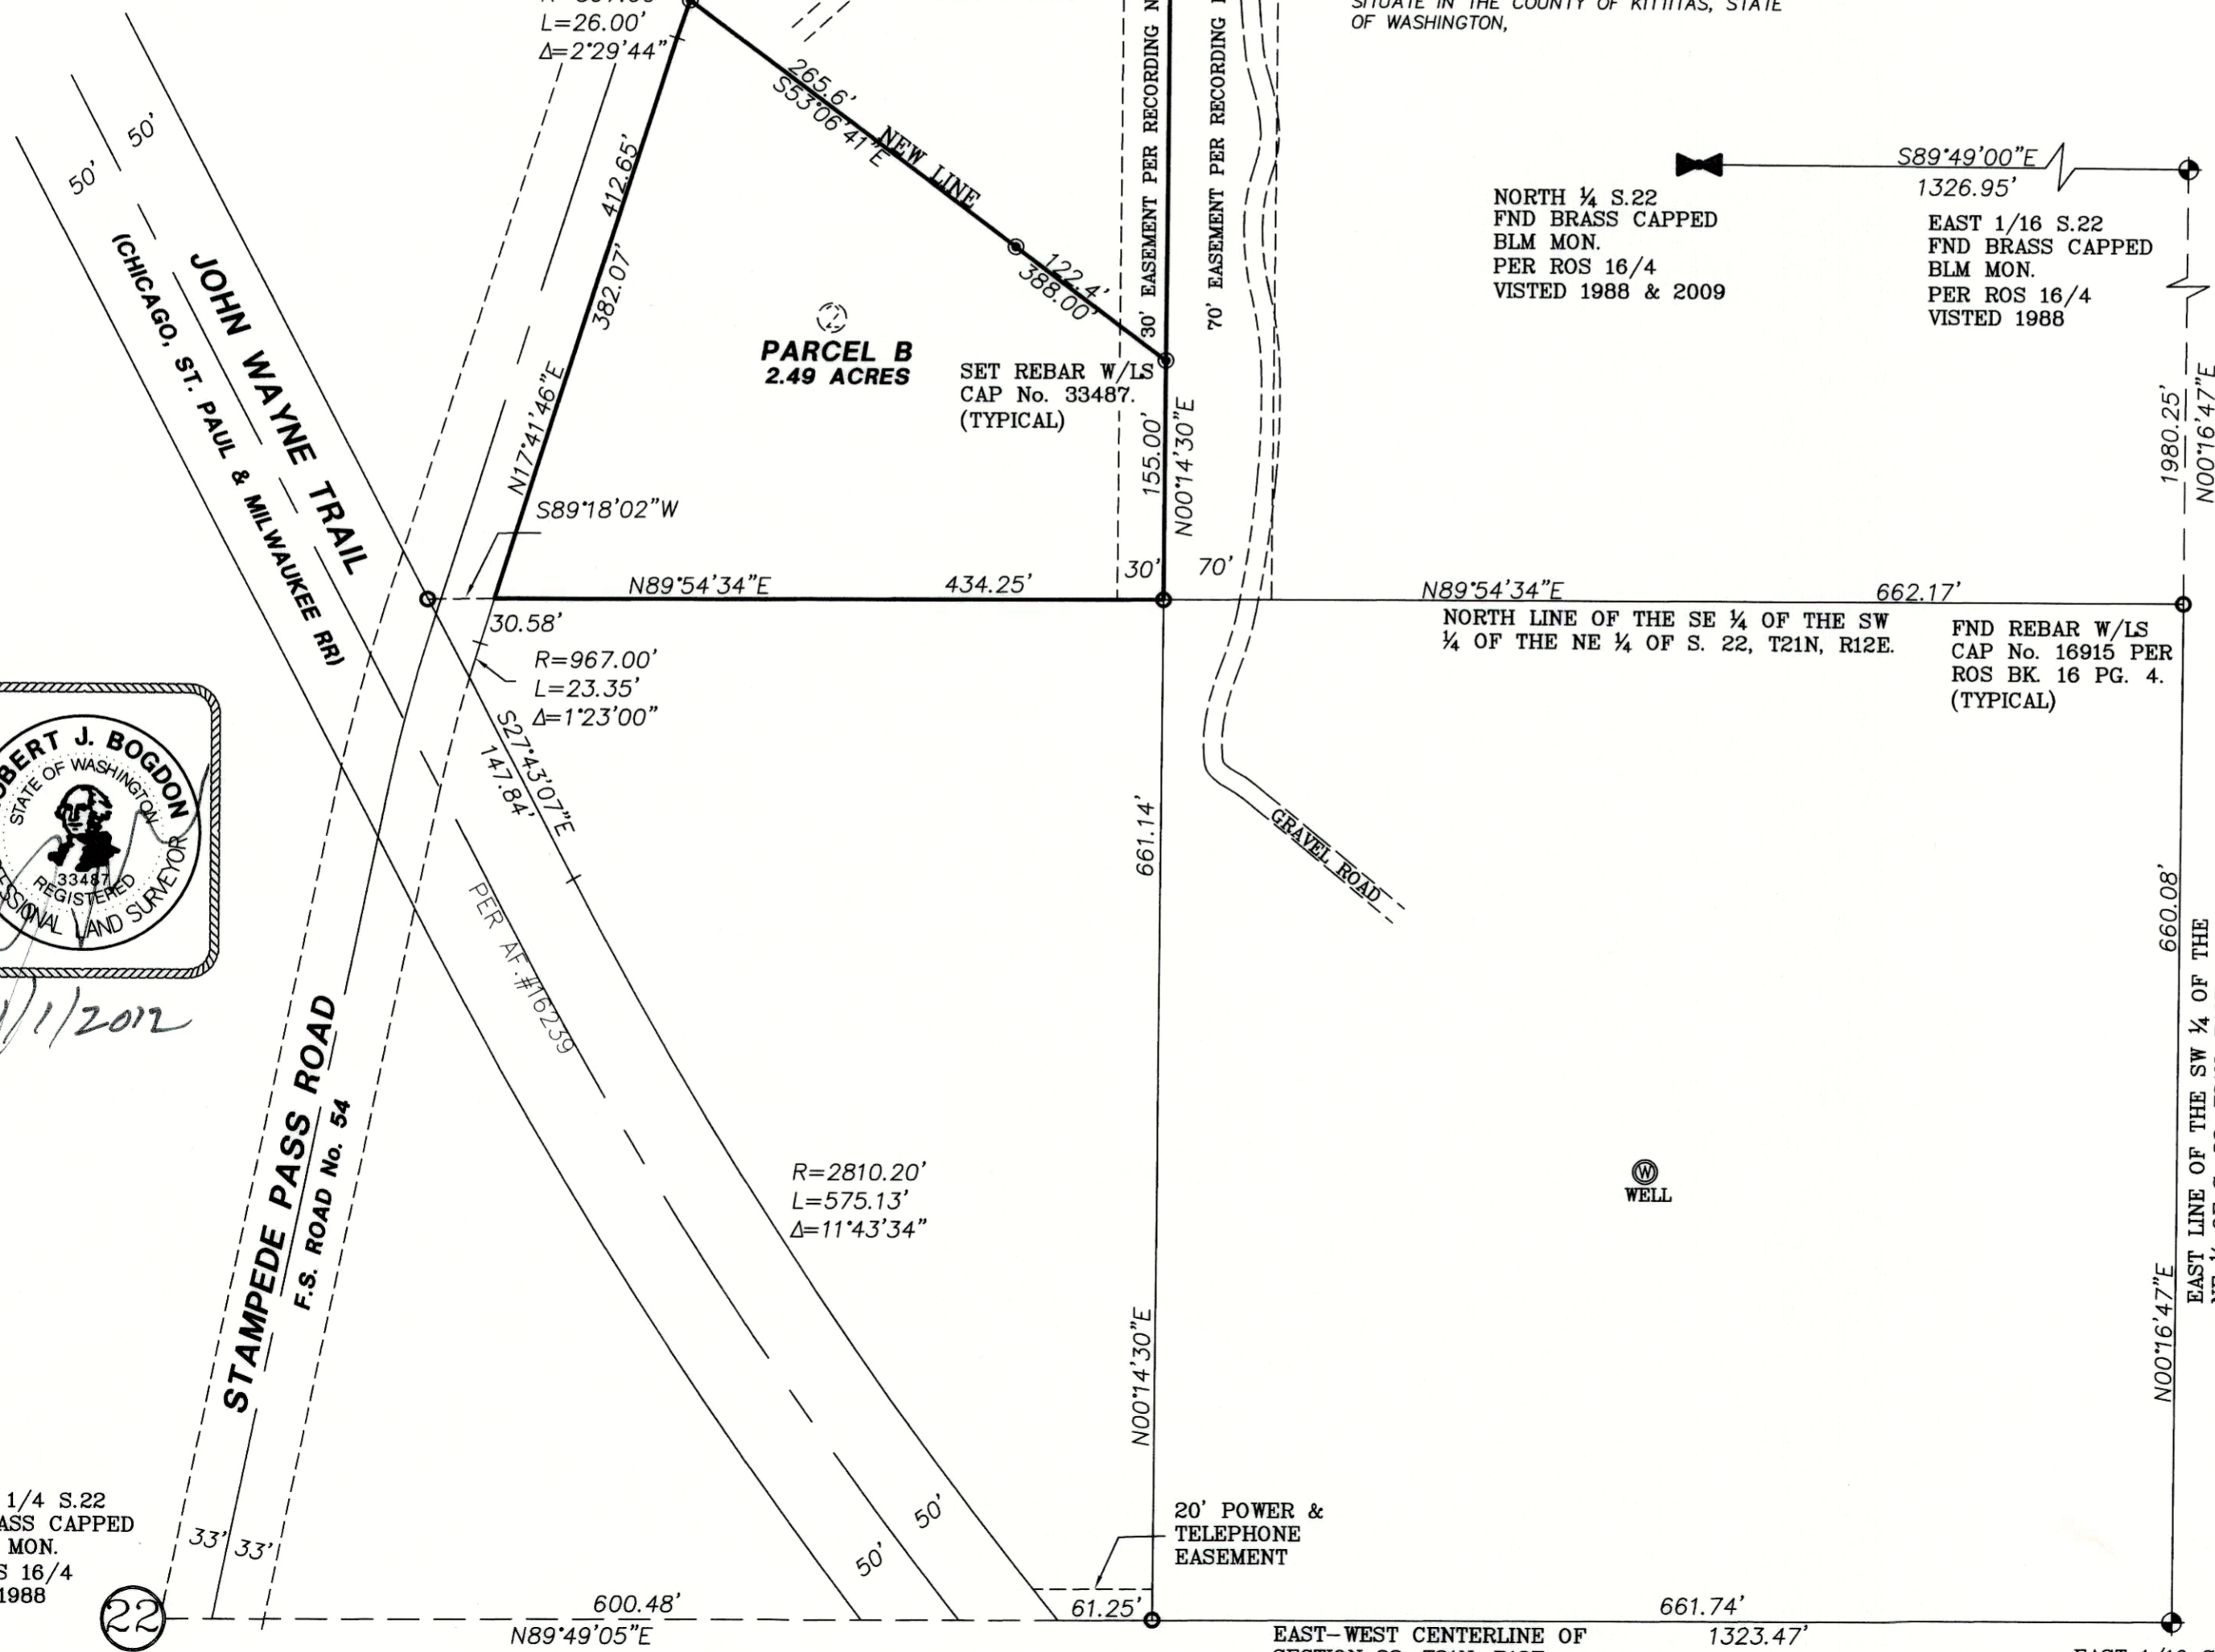 L=26.00'
Δ=2°29'44"
SITUATE IN THE COUNTY OF KITTITAS, STATE
OF WASHINGTON,
50'
50'
JOHN WAYNE TRAIL
(CHICAGO, ST. PAUL & MILWAUKEE RR)
412.65'
382.07'
N17°41'46"E
265.6'
S53°06'41"E
NEW LINE
122.4'
388.00'
30' EASEMENT PER RECORDING
70' EASEMENT PER RECORDING
PARCEL B
2.49 ACRES
SET REBAR W/LS
CAP No. 33487.
(TYPICAL)
155.00'
N00°14'30"E
NORTH ¼ S.22
FND BRASS CAPPED
BLM MON.
PER ROS 16/4
VISTED 1988 & 2009
S89°49'00"E
1326.95'
EAST 1/16 S.22
FND BRASS CAPPED
BLM MON.
PER ROS 16/4
VISTED 1988
1980.25'
N00°16'47"E
S89°18'02"W
N89°54'34"E
434.25'
30'
70'
N89°54'34"E
662.17'
NORTH LINE OF THE SE ¼ OF THE SW
¼ OF THE NE ¼ OF S. 22, T21N, R12E.
FND REBAR W/LS
CAP No. 16915 PER
ROS BK. 16 PG. 4.
(TYPICAL)
30.58'
R=967.00'
L=23.35'
Δ=1°23'00"
S27°43'07"E
147.84'
BERT J. BOGDON
STATE OF WASHINGTON
33487
REGISTERED
ESSIONAL LAND SURVEYOR
/1/2012
PER AF.#16239
661.14'
GRAVEL ROAD
660.08'
EAST LINE OF THE SW ¼ OF THE
STAMPEDE PASS ROAD
F.S. ROAD No. 54
R=2810.20'
L=575.13'
Δ=11°43'34"
W
WELL
N00°14'30"E
N00°16'47"E
1/4 S.22
ASS CAPPED
MON.
S 16/4
1988
33'
33'
50'
50'
20' POWER &
TELEPHONE
EASEMENT
22
600.48'
N89°49'05"E
61.25'
661.74'
EAST-WEST CENTERLINE OF
1323.47'